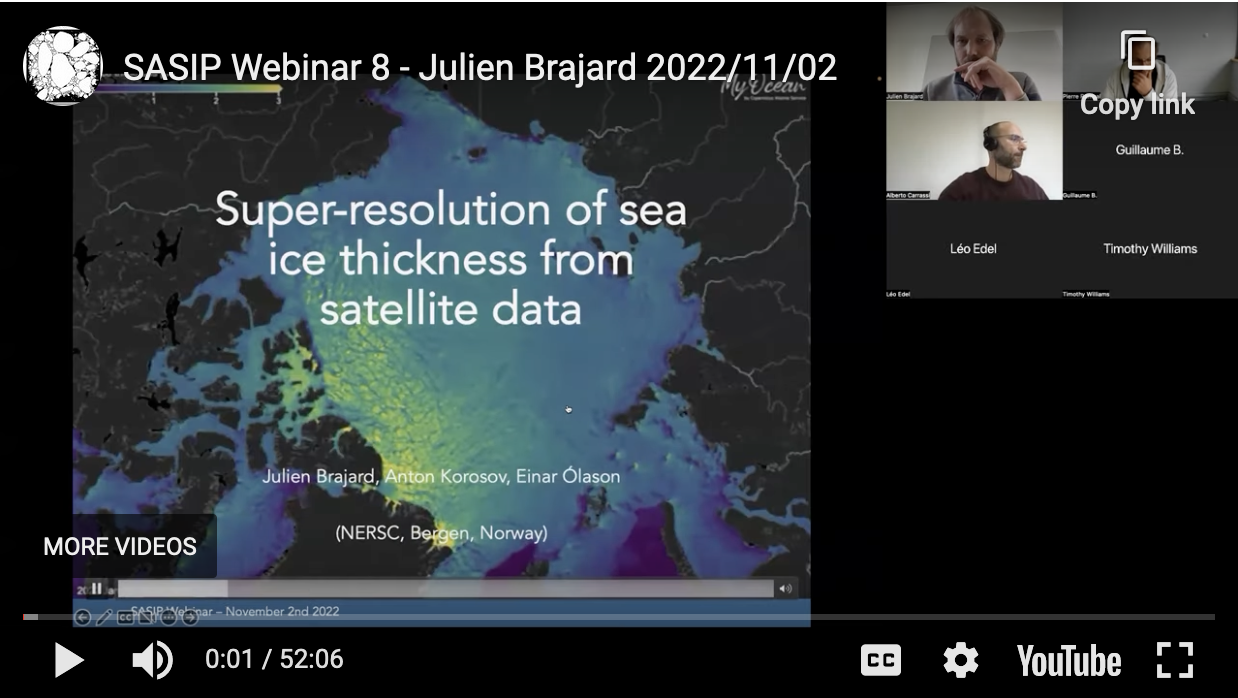 SASIP Webinar 8 - Julien Brajard 2022/11/02
Copy link
1 2 3
MyOcean
Super-resolution of sea
ice thickness from
satellite data
Julien Brajard, Anton Korosov, Einar Ólason
(NERSC, Bergen, Norway)
Julien Brajard
Alberto Carrassi
Guillaume B.
Guillaume B.
Léo Edel
Timothy Williams
Léo Edel
Timothy Williams
MORE VIDEOS
SASIP Webinar – November 2nd 2022
0:01 / 52:06
CC
YouTube